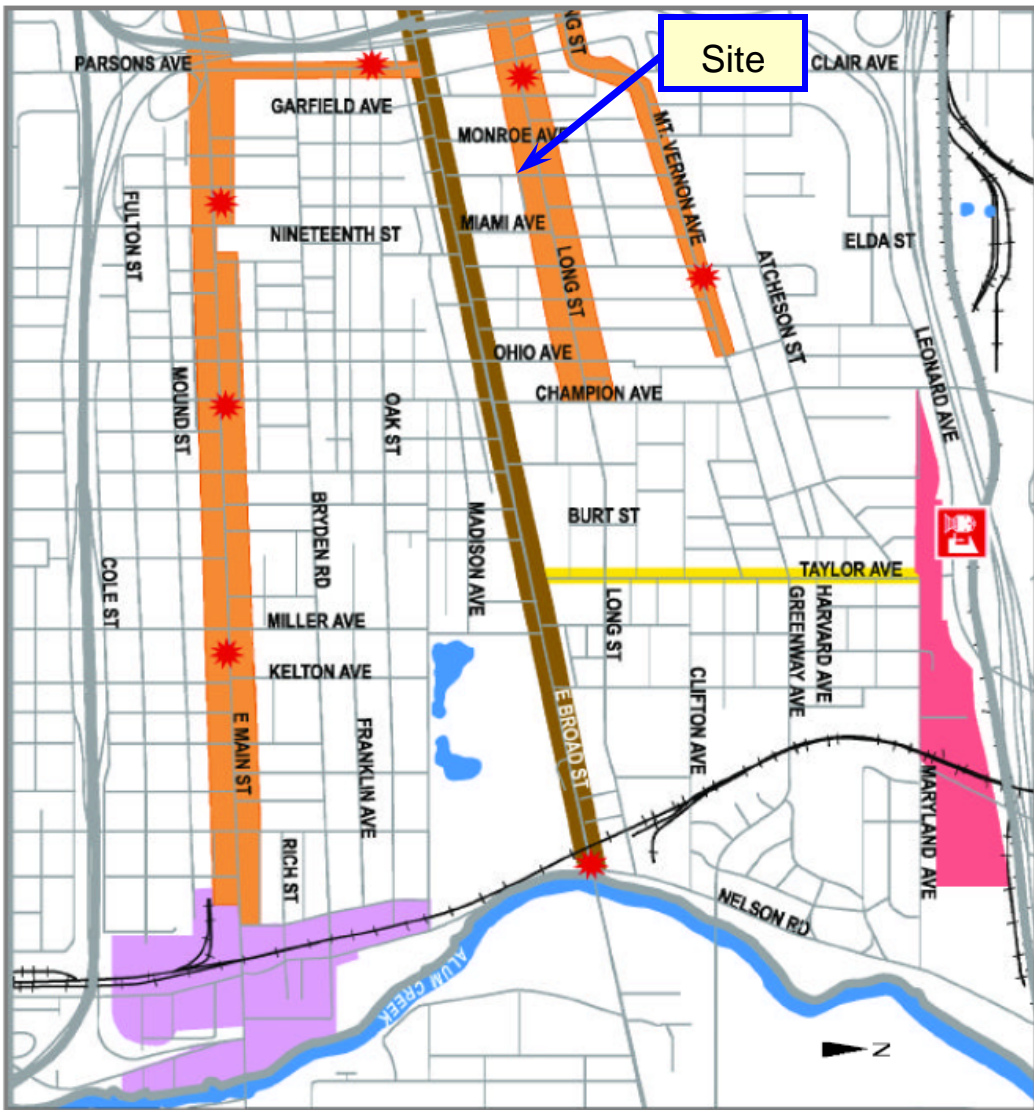 NG ST
Site
PARSONS AVE
CLAIR AVE
GARFIELD AVE
MONROE AVE
MT. VERNON AVE
FULTON ST
MIAMI AVE
NINETEENTH ST
ELDA ST
LONG ST
ATCHESON ST
OHIO AVE
LEONARD AVE
MOUND ST
CHAMPION AVE
OAK ST
BRYDEN RD
MADISON AVE
BURT ST
COLE ST
TAYLOR AVE
LONG ST
GREENWAY AVE
HARVARD AVE
MILLER AVE
KELTON AVE
CLIFTON AVE
E BROAD ST
E MAIN ST
FRANKLIN AVE
MARYLAND AVE
RICH ST
NELSON RD
ALUM CREEK
N